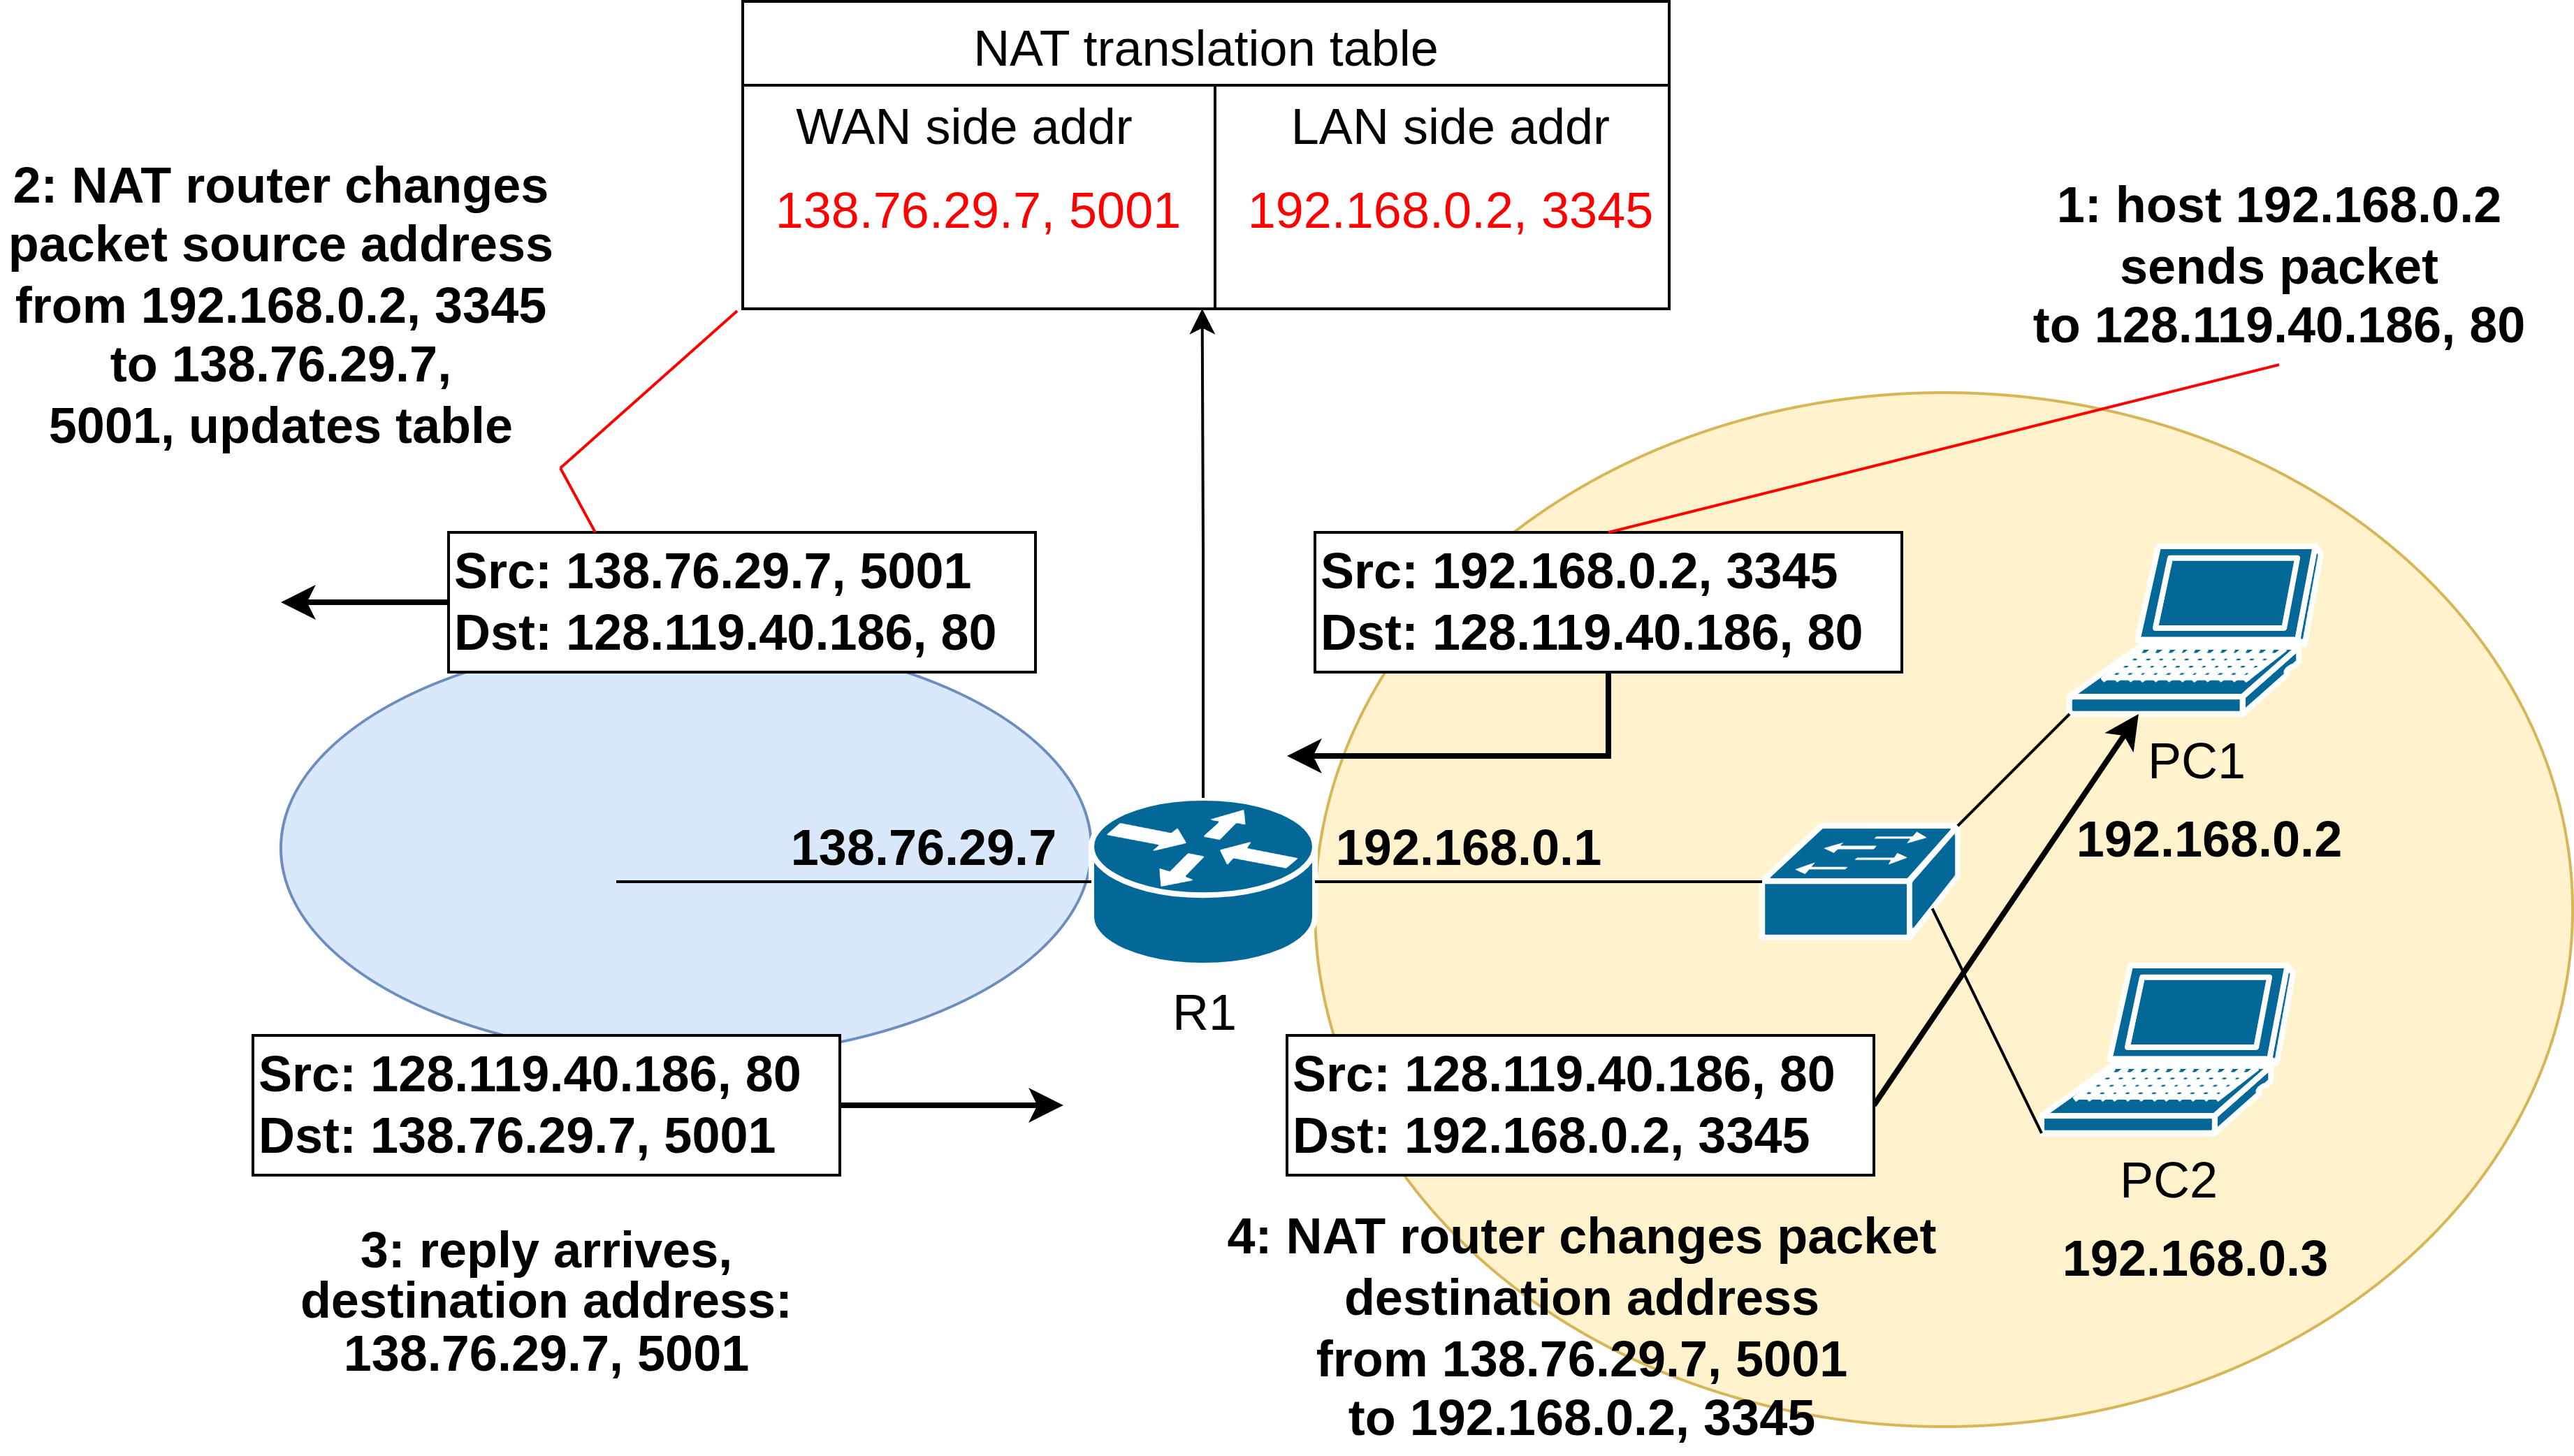 NAT translation table
WAN side addr
LAN side addr
138.76.29.7, 5001
192.168.0.2, 3345
2: NAT router changes
packet source address
from 192.168.0.2, 3345
to 138.76.29.7,
5001, updates table
1: host 192.168.0.2
sends packet
to 128.119.40.186, 80
Src: 138.76.29.7, 5001
Dst: 128.119.40.186, 80
Src: 192.168.0.2, 3345
Dst: 128.119.40.186, 80
PC1
192.168.0.2
138.76.29.7
192.168.0.1
R1
Src: 128.119.40.186, 80
Dst: 138.76.29.7, 5001
Src: 128.119.40.186, 80
Dst: 192.168.0.2, 3345
PC2
192.168.0.3
3: reply arrives,
destination address:
138.76.29.7, 5001
4: NAT router changes packet
destination address
from 138.76.29.7, 5001
to 192.168.0.2, 3345